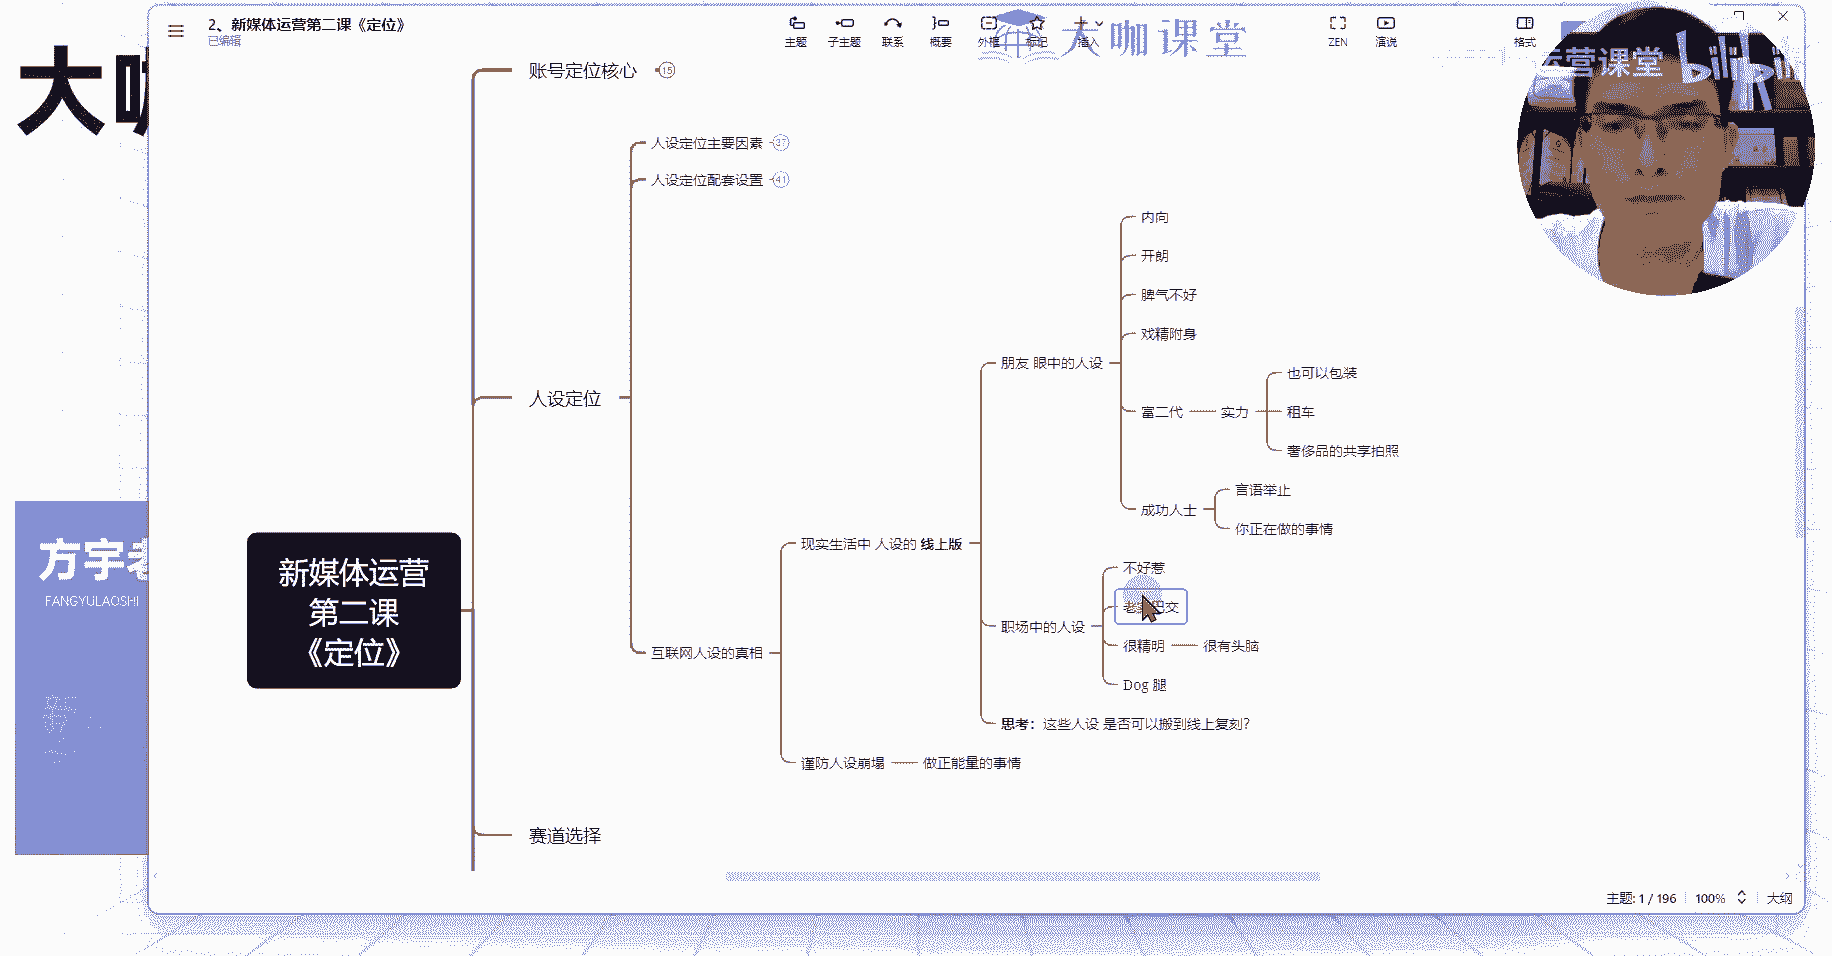 2、新媒体运营第二课《定位》
已编辑
主题
子主题
联系
概要
外框
标记
插入
ZEN
演说
格式
大咖课堂
运营课堂
bilibili
大咖
方宇老
FANGYULAOSHI
新媒体运营
第二课
《定位》
账号定位核心
15
人设定位
人设定位主要因素
37
人设定位配套设置
41
互联网人设的真相
现实生活中 人设的 线上版
朋友 眼中的人设
内向
开朗
脾气不好
戏精附身
富二代
实力
也可以包装
租车
奢侈品的共享拍照
成功人士
言语举止
你正在做的事情
职场中的人设
不好惹
老实巴交
很精明
很有头脑
Dog 腿
思考：这些人设 是否可以搬到线上复刻？
谨防人设崩塌
做正能量的事情
赛道选择
主题: 1 / 196
100%
大纲